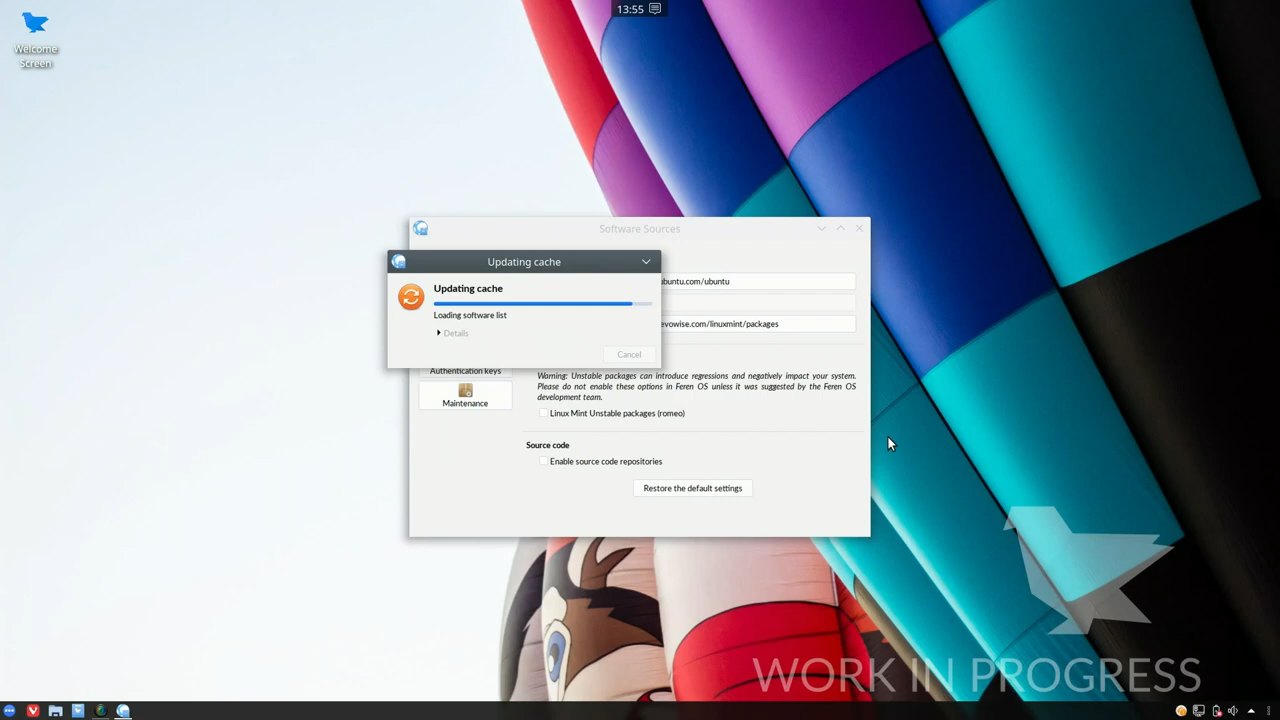 13:55
Welcome
Screen
Software Sources
Updating cache
Updating cache
Loading software list
Details
Cancel
ubuntu.com/ubuntu
evowise.com/linuxmint/packages
Authentication keys
Maintenance
Warning: Unstable packages can introduce regressions and negatively impact your system.
Please do not enable these options in Feren OS unless it was suggested by the Feren OS
development team.
Linux Mint Unstable packages (romeo)
Source code
Enable source code repositories
Restore the default settings
WORK IN PROGRESS